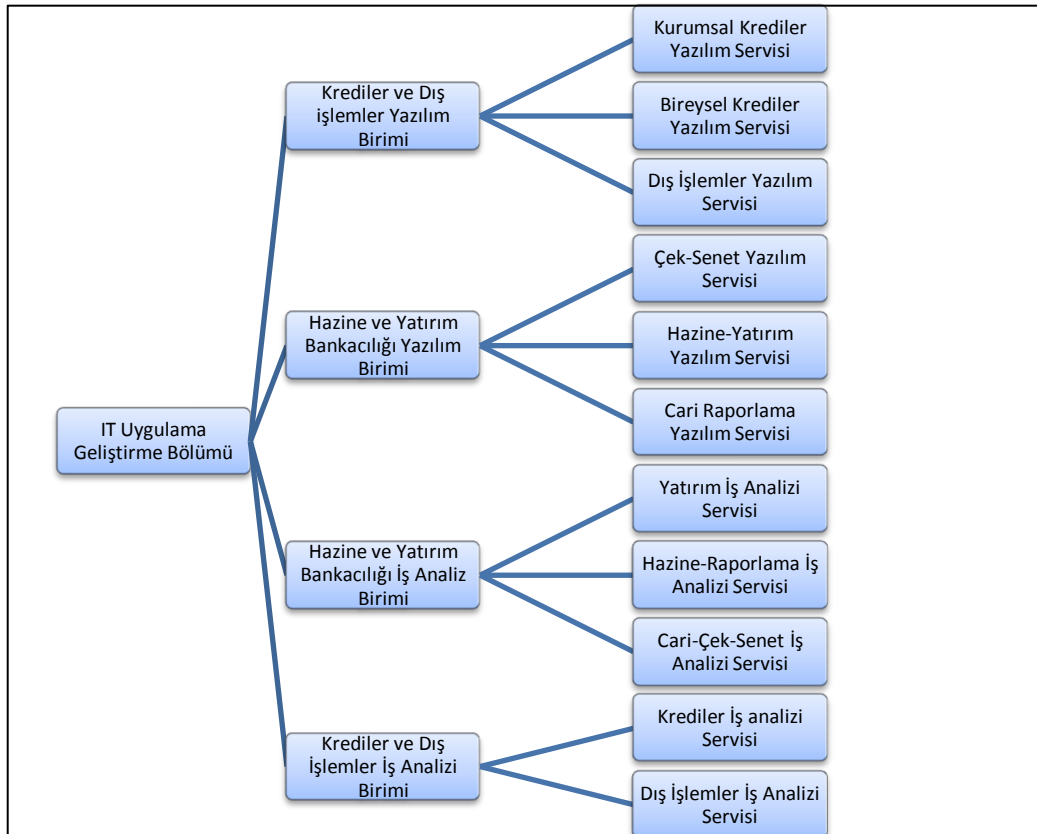 Kurumsal Krediler
Yazılım Servisi
Krediler ve Dış
işlemler Yazılım
Birimi
Bireysel Krediler
Yazılım Servisi
Dış İşlemler Yazılım
Servisi
Çek-Senet Yazılım
Servisi
Hazine ve Yatırım
Bankacılığı Yazılım
Birimi
Hazine-Yatırım
Yazılım Servisi
Cari Raporlama
Yazılım Servisi
IT Uygulama
Geliştirme Bölümü
Yatırım İş Analizi
Servisi
Hazine ve Yatırım
Bankacılığı İş Analiz
Birimi
Hazine-Raporlama İş
Analizi Servisi
Cari-Çek-Senet İş
Analizi Servisi
Krediler İş analizi
Servisi
Krediler ve Dış
İşlemler İş Analizi
Birimi
Dış İşlemler İş Analizi
Servisi